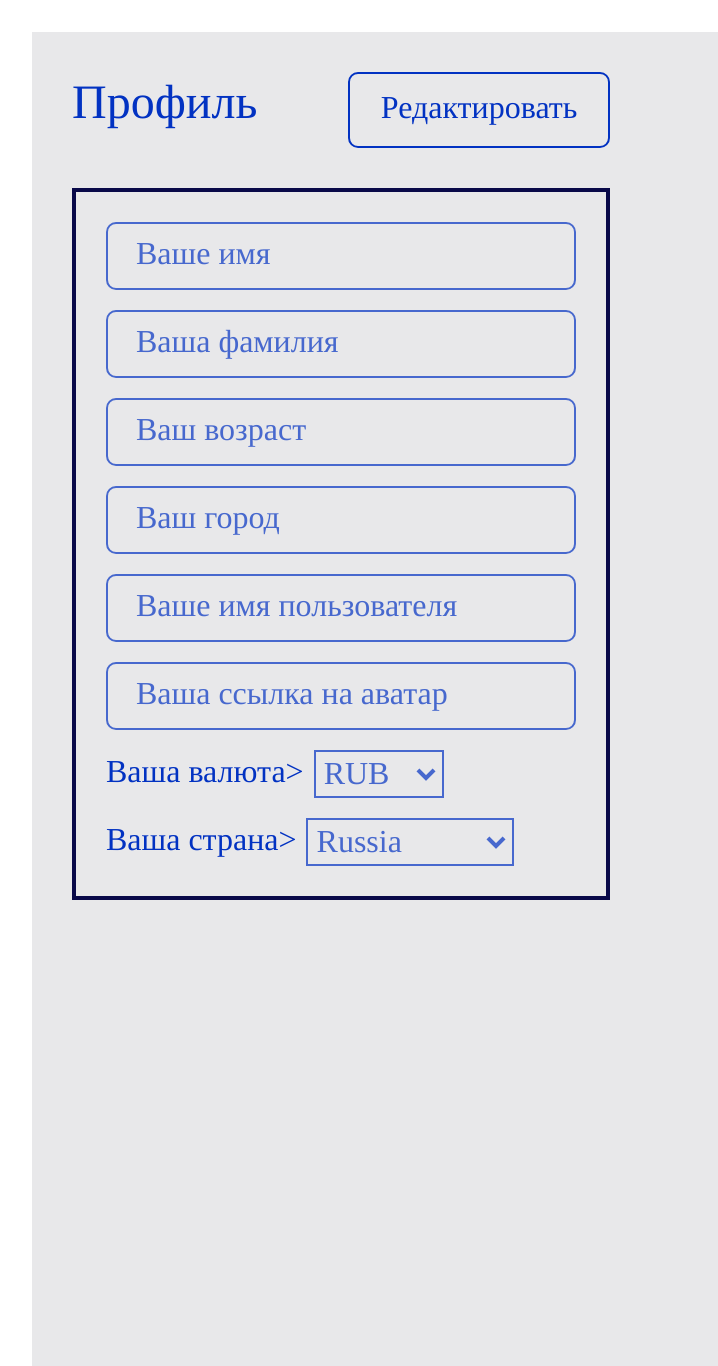 Профиль
Редактировать
Ваше имя
Ваша фамилия
Ваш возраст
Ваш город
Ваше имя пользователя
Ваша ссылка на аватар
Ваша валюта> RUB
Ваша страна> Russia